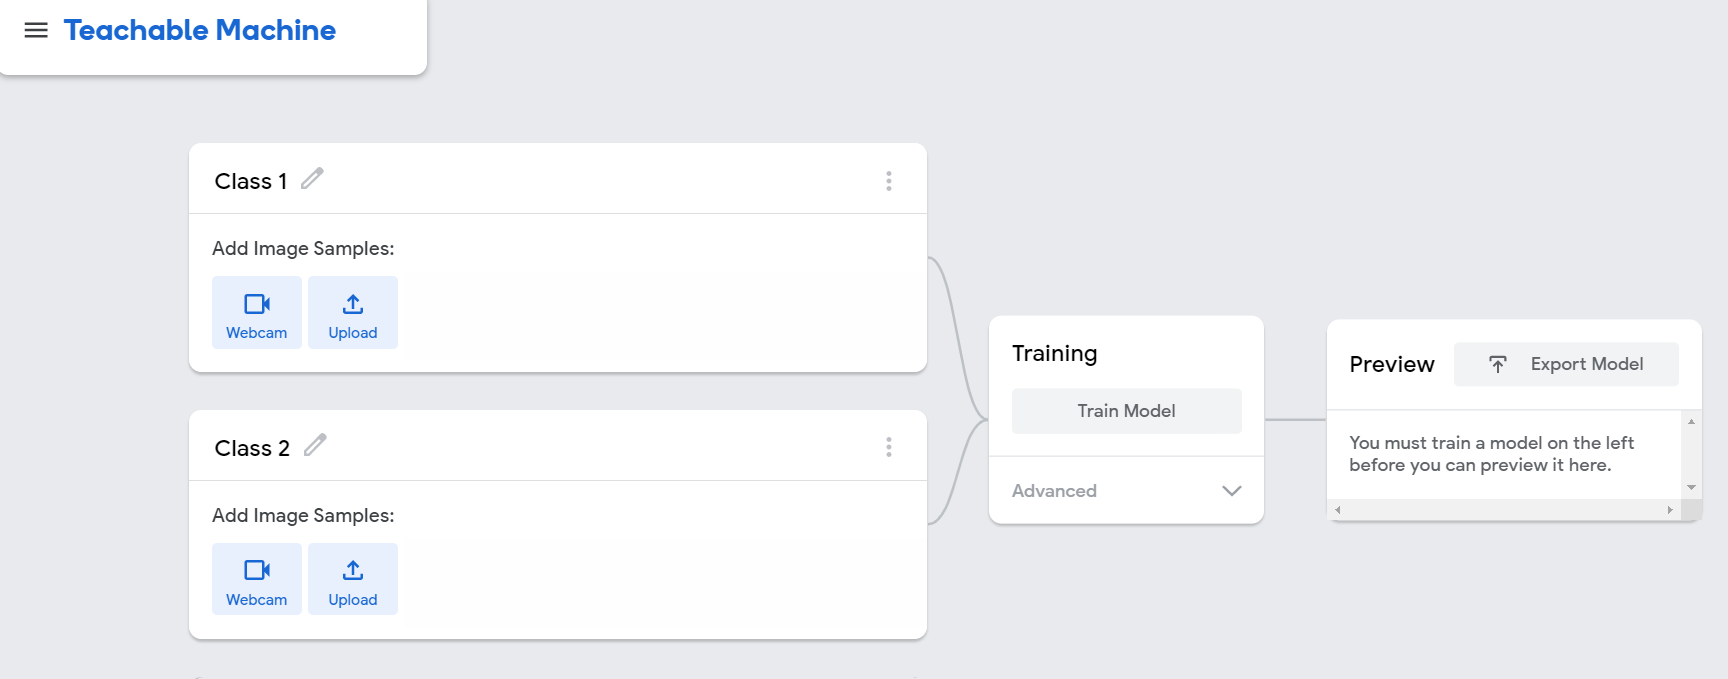 Teachable Machine
Class 1
Add Image Samples:
Webcam
Upload
Class 2
Add Image Samples:
Webcam
Upload
Training
Train Model
Advanced
Preview
Export Model
You must train a model on the left
before you can preview it here.